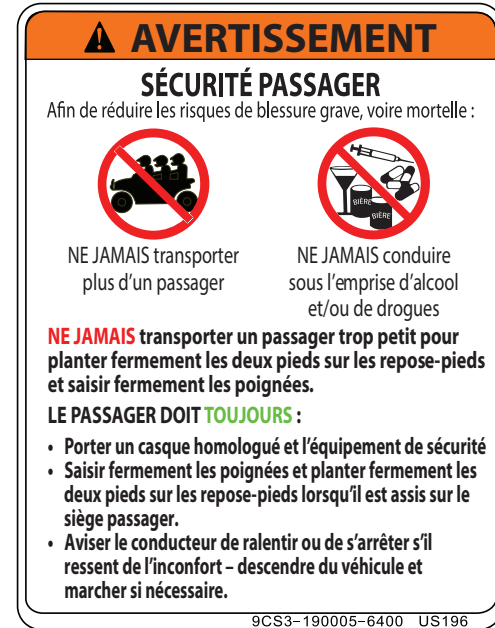 AVERTISSEMENT
SÉCURITÉ PASSAGER
Afin de réduire les risques de blessure grave, voire mortelle :
BIÈRE
BIÈRE
NE JAMAIS transporter
plus d'un passager
NE JAMAIS conduire
sous l'emprise d'alcool
et/ou de drogues
NE JAMAIS transporter un passager trop petit pour
planter fermement les deux pieds sur les repose-pieds
et saisir fermement les poignées.
LE PASSAGER DOIT TOUJOURS :
• Porter un casque homologué et l'équipement de sécurité
• Saisir fermement les poignées et planter fermement les
deux pieds sur les repose-pieds lorsqu'il est assis sur le
siège passager.
• Aviser le conducteur de ralentir ou de s'arrêter s'il
ressent de l'inconfort – descendre du véhicule et
marcher si nécessaire.
9CS3-190005-6400 US196